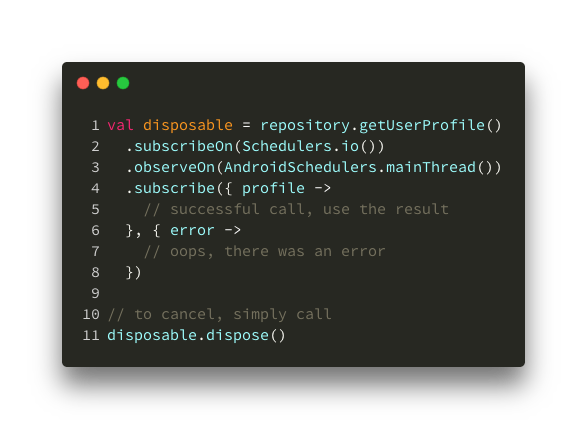 1 val disposable = repository.getUserProfile()
2   .subscribeOn(Schedulers.io())
3   .observeOn(AndroidSchedulers.mainThread())
4   .subscribe({ profile ->
5     // successful call, use the result
6   }, { error ->
7     // oops, there was an error
8   })
9
10 // to cancel, simply call
11 disposable.dispose()